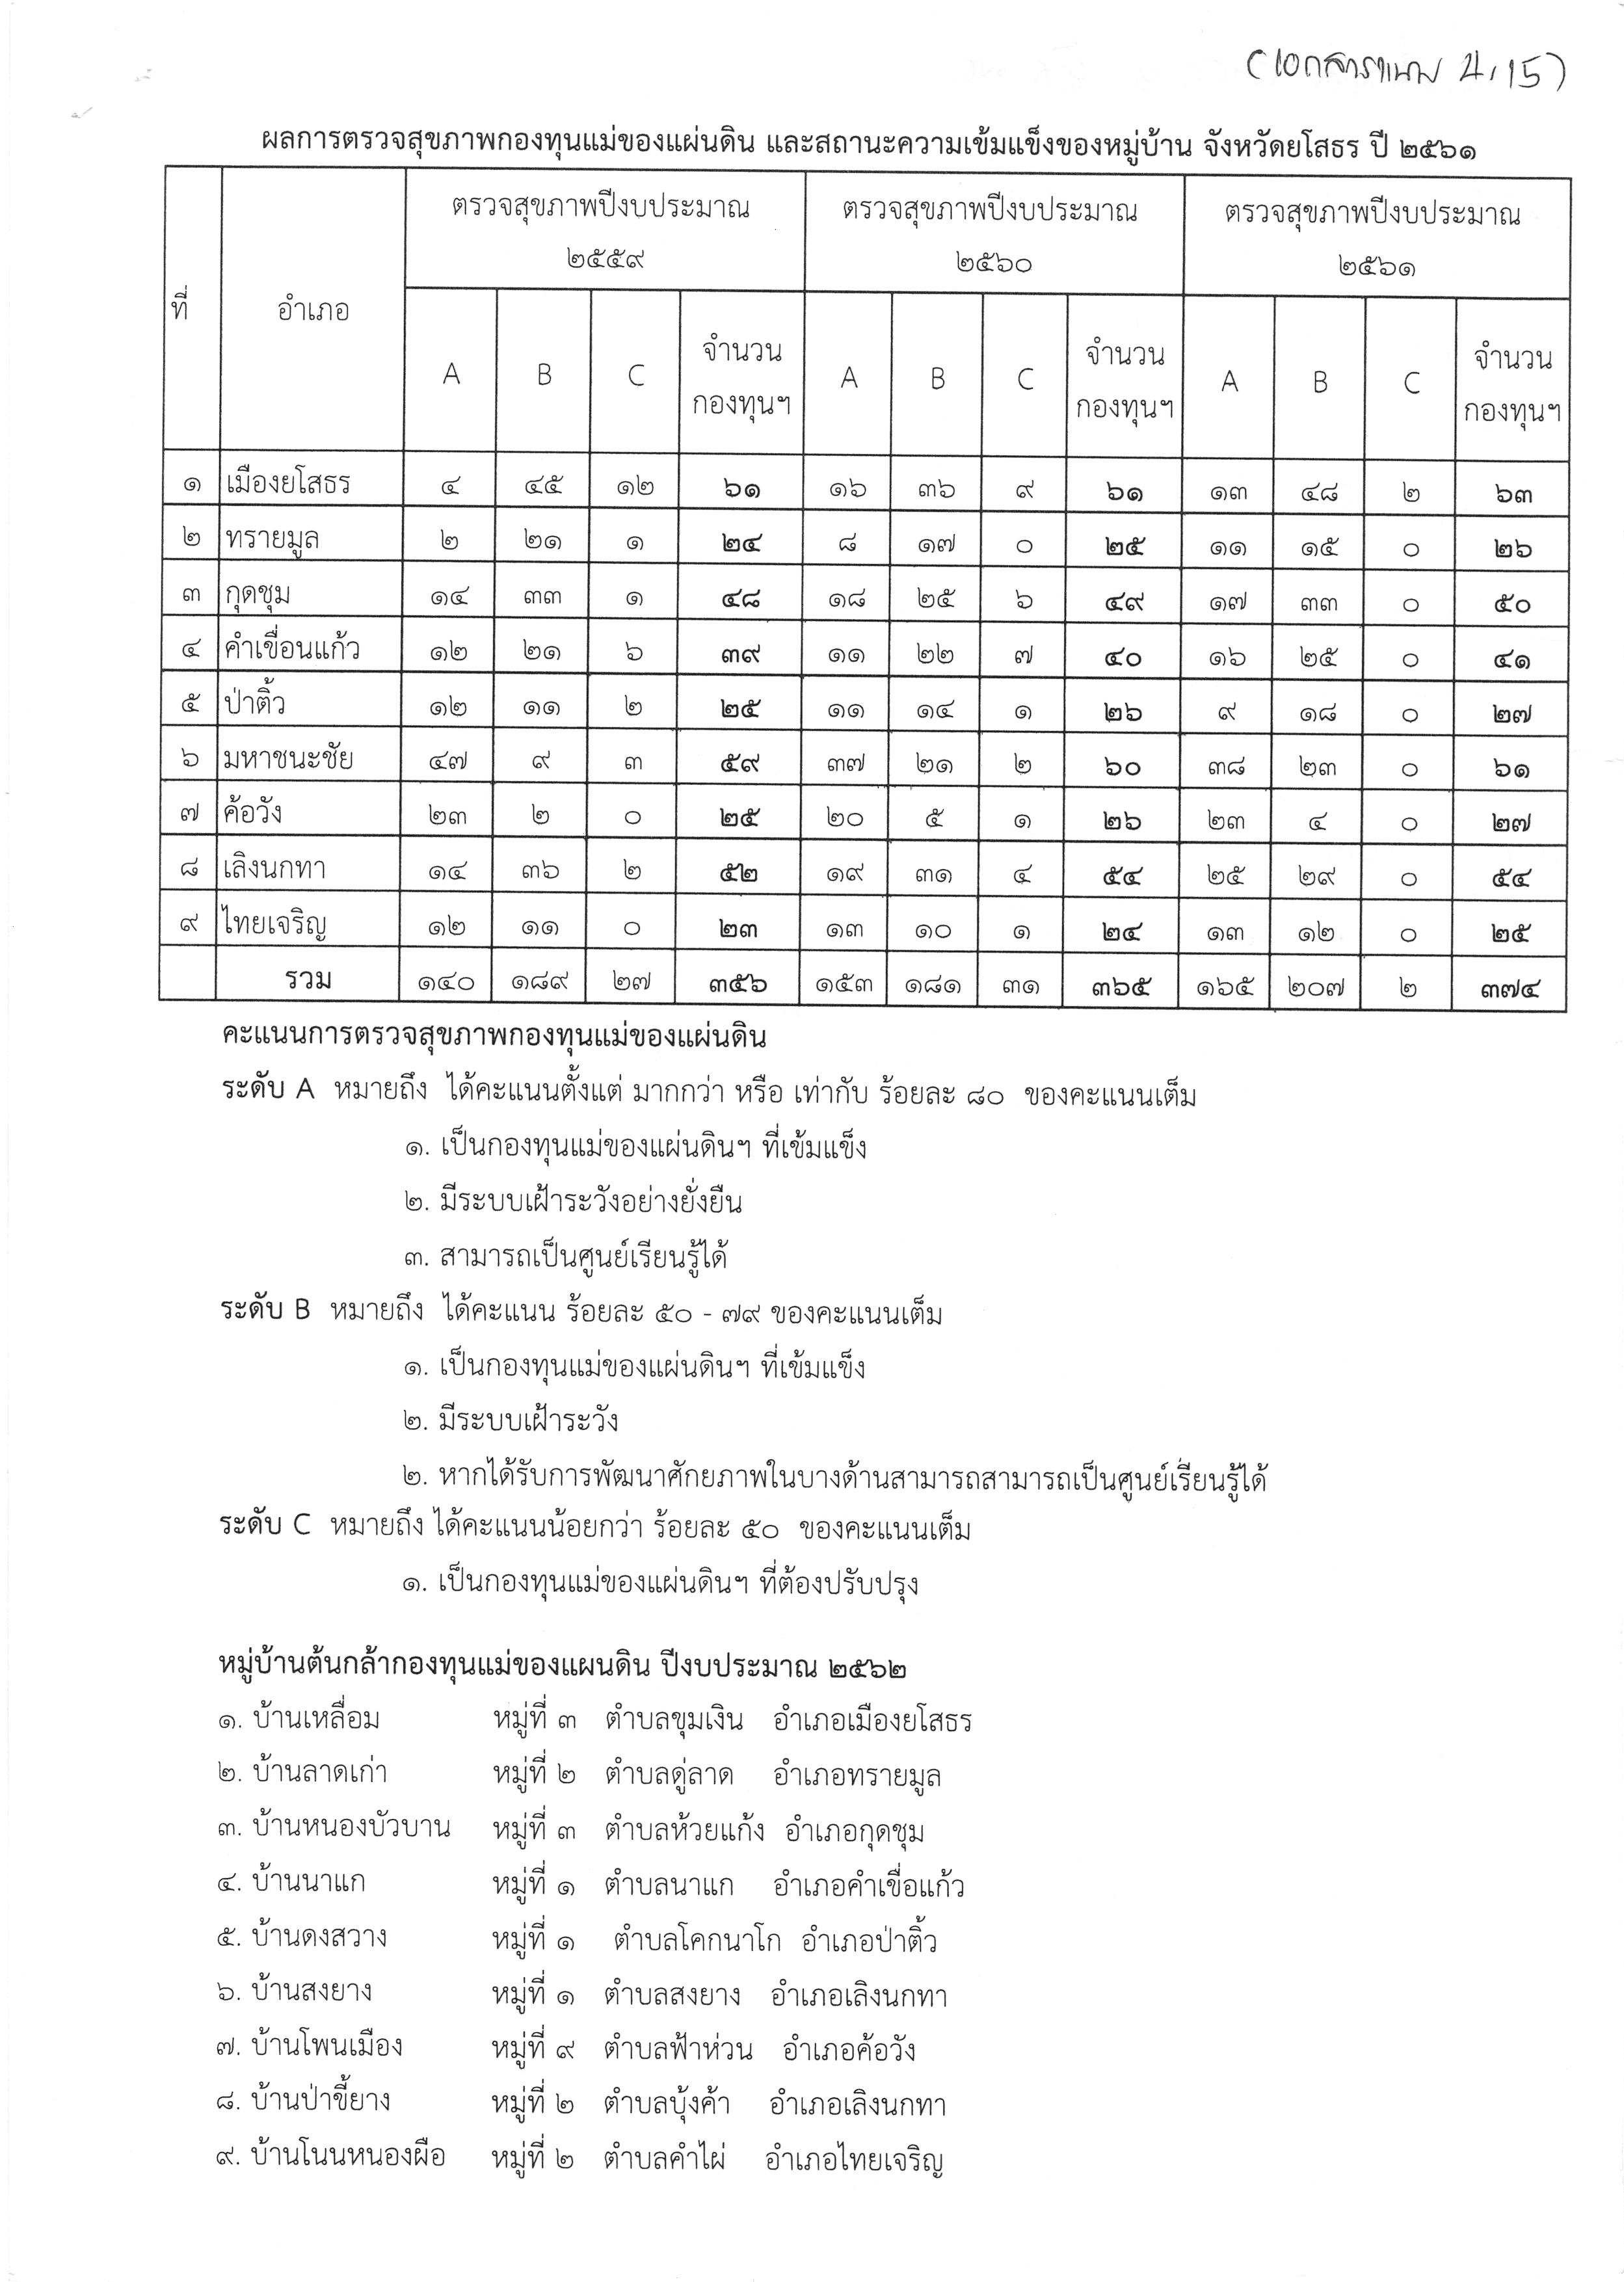 (เอกสารแนบ 4.15)
ผลการตรวจสุขภาพกองทุนแม่ของแผ่นดิน และสถานะความเข้มแข็งของหมู่บ้าน จังหวัดยโสธร ปี ๒๕๖๑
ที่ อำเภอ ตรวจสุขภาพปีงบประมาณ ๒๕๕๙ ตรวจสุขภาพปีงบประมาณ ๒๕๖๐ ตรวจสุขภาพปีงบประมาณ ๒๕๖๑
A B C จำนวนกองทุนฯ A B C จำนวนกองทุนฯ A B C จำนวนกองทุนฯ
๑ เมืองยโสธร ๔ ๔๕ ๑๒ ๖๑ ๑๖ ๓๖ ๙ ๖๑ ๑๓ ๔๘ ๒ ๖๓
๒ ทรายมูล ๒ ๒๑ ๑ ๒๔ ๘ ๑๗ ๐ ๒๕ ๑๑ ๑๕ ๐ ๒๖
๓ กุดชุม ๑๔ ๓๓ ๑ ๔๘ ๑๘ ๒๕ ๖ ๔๙ ๑๗ ๓๓ ๐ ๕๐
๔ คำเขื่อนแก้ว ๑๒ ๒๑ ๖ ๓๙ ๑๑ ๒๒ ๗ ๔๐ ๑๖ ๒๕ ๐ ๔๑
๕ ป่าติ้ว ๑๒ ๑๑ ๒ ๒๕ ๑๑ ๑๔ ๑ ๒๖ ๙ ๑๘ ๐ ๒๗
๖ มหาชนะชัย ๔๗ ๙ ๓ ๕๙ ๓๗ ๒๑ ๒ ๖๐ ๓๘ ๒๓ ๐ ๖๑
๗ ค้อวัง ๒๓ ๒ ๐ ๒๕ ๒๐ ๕ ๑ ๒๖ ๒๓ ๔ ๐ ๒๗
๘ เลิงนกทา ๑๔ ๓๖ ๒ ๕๒ ๑๙ ๓๑ ๔ ๕๔ ๒๕ ๒๙ ๐ ๕๔
๙ ไทยเจริญ ๑๒ ๑๑ ๐ ๒๓ ๑๓ ๑๐ ๑ ๒๔ ๑๓ ๑๒ ๐ ๒๕
รวม ๑๔๐ ๑๘๙ ๒๗ ๓๕๖ ๑๕๓ ๑๘๑ ๓๑ ๓๖๕ ๑๖๕ ๒๐๗ ๒ ๓๗๔
คะแนนการตรวจสุขภาพกองทุนแม่ของแผ่นดิน
ระดับ A หมายถึง ได้คะแนนตั้งแต่ มากกว่า หรือ เท่ากับ ร้อยละ ๘๐ ของคะแนนเต็ม
๑. เป็นกองทุนแม่ของแผ่นดินฯ ที่เข้มแข็ง
๒. มีระบบเฝ้าระวังอย่างยั่งยืน
๓. สามารถเป็นศูนย์เรียนรู้ได้
ระดับ B หมายถึง ได้คะแนน ร้อยละ ๕๐ - ๗๙ ของคะแนนเต็ม
๑. เป็นกองทุนแม่ของแผ่นดินฯ ที่เข้มแข็ง
๒. มีระบบเฝ้าระวัง
๒. หากได้รับการพัฒนาศักยภาพในบางด้านสามารถสามารถเป็นศูนย์เรียนรู้ได้
ระดับ C หมายถึง ได้คะแนนน้อยกว่า ร้อยละ ๕๐ ของคะแนนเต็ม
๑. เป็นกองทุนแม่ของแผ่นดินฯ ที่ต้องปรับปรุง
หมู่บ้านต้นกล้ากองทุนแม่ของแผนดิน ปีงบประมาณ ๒๕๖๒
๑. บ้านเหลื่อม หมู่ที่ ๓ ตำบลขุมเงิน อำเภอเมืองยโสธร
๒. บ้านลาดเก่า หมู่ที่ ๒ ตำบลดู่ลาด อำเภอทรายมูล
๓. บ้านหนองบัวบาน หมู่ที่ ๓ ตำบลห้วยแก้ง อำเภอกุดชุม
๔. บ้านนาแก หมู่ที่ ๑ ตำบลนาแก อำเภอคำเขื่อแก้ว
๕. บ้านดงสวาง หมู่ที่ ๑ ตำบลโคกนาโก อำเภอป่าติ้ว
๖. บ้านสงยาง หมู่ที่ ๑ ตำบลสงยาง อำเภอเลิงนกทา
๗. บ้านโพนเมือง หมู่ที่ ๙ ตำบลฟ้าห่วน อำเภอค้อวัง
๘. บ้านป่าขี้ยาง หมู่ที่ ๒ ตำบลบุ้งค้า อำเภอเลิงนกทา
๙. บ้านโนนหนองผือ หมู่ที่ ๒ ตำบลคำไผ่ อำเภอไทยเจริญ